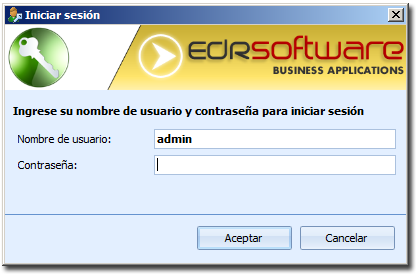 Iniciar sesión
EDRSOFTWARE
BUSINESS APPLICATIONS
Ingrese su nombre de usuario y contraseña para iniciar sesión
Nombre de usuario: admin
Contraseña:
Aceptar Cancelar